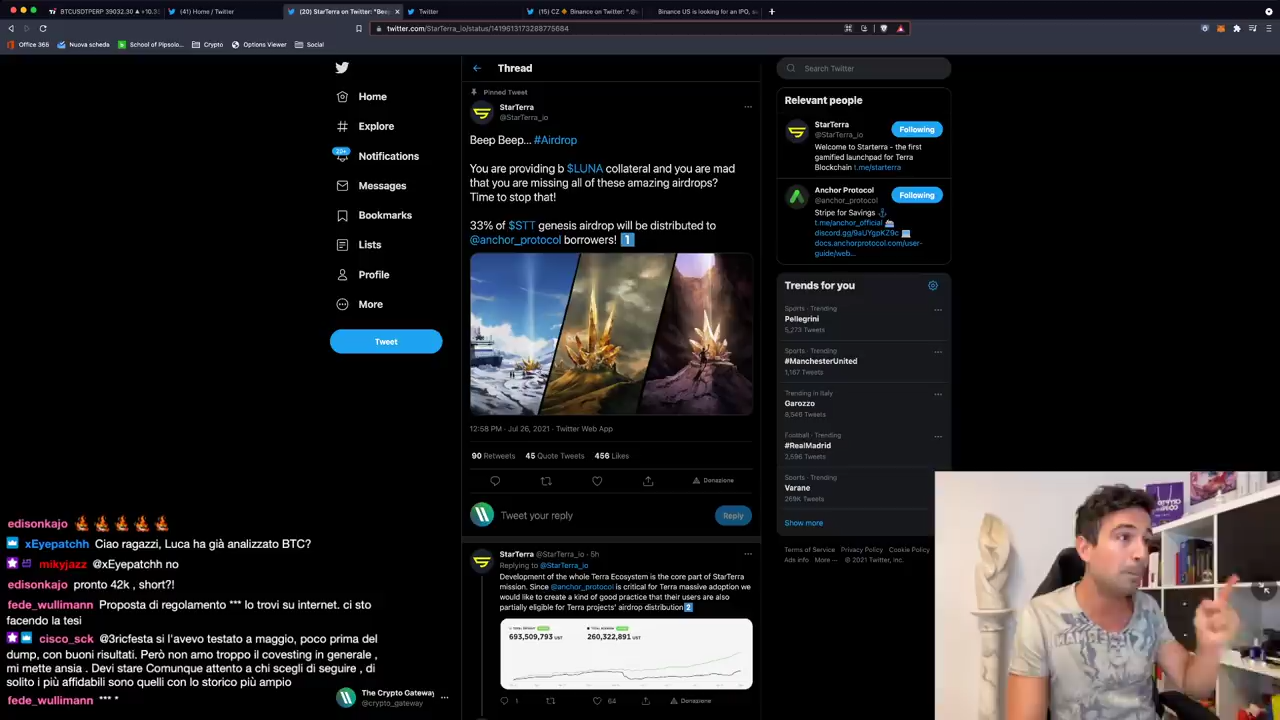 BTCUSDTPERP 39032.30 ▲ +10.3
(41) Home / Twitter
(20) StarTerra on Twitter: "Bee
Twitter
(15) CZ 🔶 Binance on Twitter: "
Binance US is looking for an IPO, s
twitter.com/StarTerra_io/status/1419613173288775684
Office 365
Nuova scheda
School of Pipsolo...
Crypto
Options Viewer
Social
Home
Explore
20+
Notifications
Messages
Bookmarks
Lists
Profile
More
Tweet
Thread
Pinned Tweet
StarTerra
@StarTerra_io
Beep Beep... #Airdrop
You are providing b $LUNA collateral and you are mad
that you are missing all of these amazing airdrops?
Time to stop that!
33% of $STT genesis airdrop will be distributed to
@anchor_protocol borrowers! 1️⃣
12:58 PM · Jul 26, 2021 · Twitter Web App
90 Retweets 45 Quote Tweets 456 Likes
Donazione
Tweet your reply
Reply
StarTerra @StarTerra_io · 5h
Replying to @StarTerra_io
Development of the whole Terra Ecosystem is the core part of StarTerra
mission. Since @anchor_protocol is critical for Terra massive adoption we
would like to create a kind of good practice that their users are also
partially eligible for Terra projects' airdrop distribution 2️⃣
693,509,793 UST
260,322,891 UST
1
64
Donazione
Search Twitter
Relevant people
StarTerra
@StarTerra_io
Following
Welcome to Starterra - the first
gamified launchpad for Terra
Blockchain t.me/starterra
Anchor Protocol
@anchor_protocol
Following
Stripe for Savings
t.me/anchor_official
discord.gg/9aUYgpKZ9c
docs.anchorprotocol.com/user-
guide/web...
Trends for you
Sports · Trending
Pellegrini
5,273 Tweets
Sports · Trending
#ManchesterUnited
1,167 Tweets
Trending in Italy
Garozzo
8,546 Tweets
Football · Trending
#RealMadrid
2,596 Tweets
Sports · Trending
Varane
269K Tweets
Show more
Terms of Service Privacy Policy Cookie Policy
Ads info More ··· © 2021 Twitter, Inc.
edisonkajo
xEyepatchh Ciao ragazzi, Luca ha già analizzato BTC?
mikyjazz @xEyepatchh no
edisonkajo pronto 42k , short?!
fede_wullimann Proposta di regolamento *** lo trovi su internet. ci sto
facendo la tesi
cisco_sck @3ricfesta si l'avevo testato a maggio, poco prima del
dump, con buoni risultati. Però non amo troppo il covesting in generale ,
mi mette ansia . Devi stare Comunque attento a chi scegli di seguire , di
solito i più affidabili sono quelli con lo storico più ampio
fede_wullimann *** *
The Crypto Gateway
@crypto_gateway